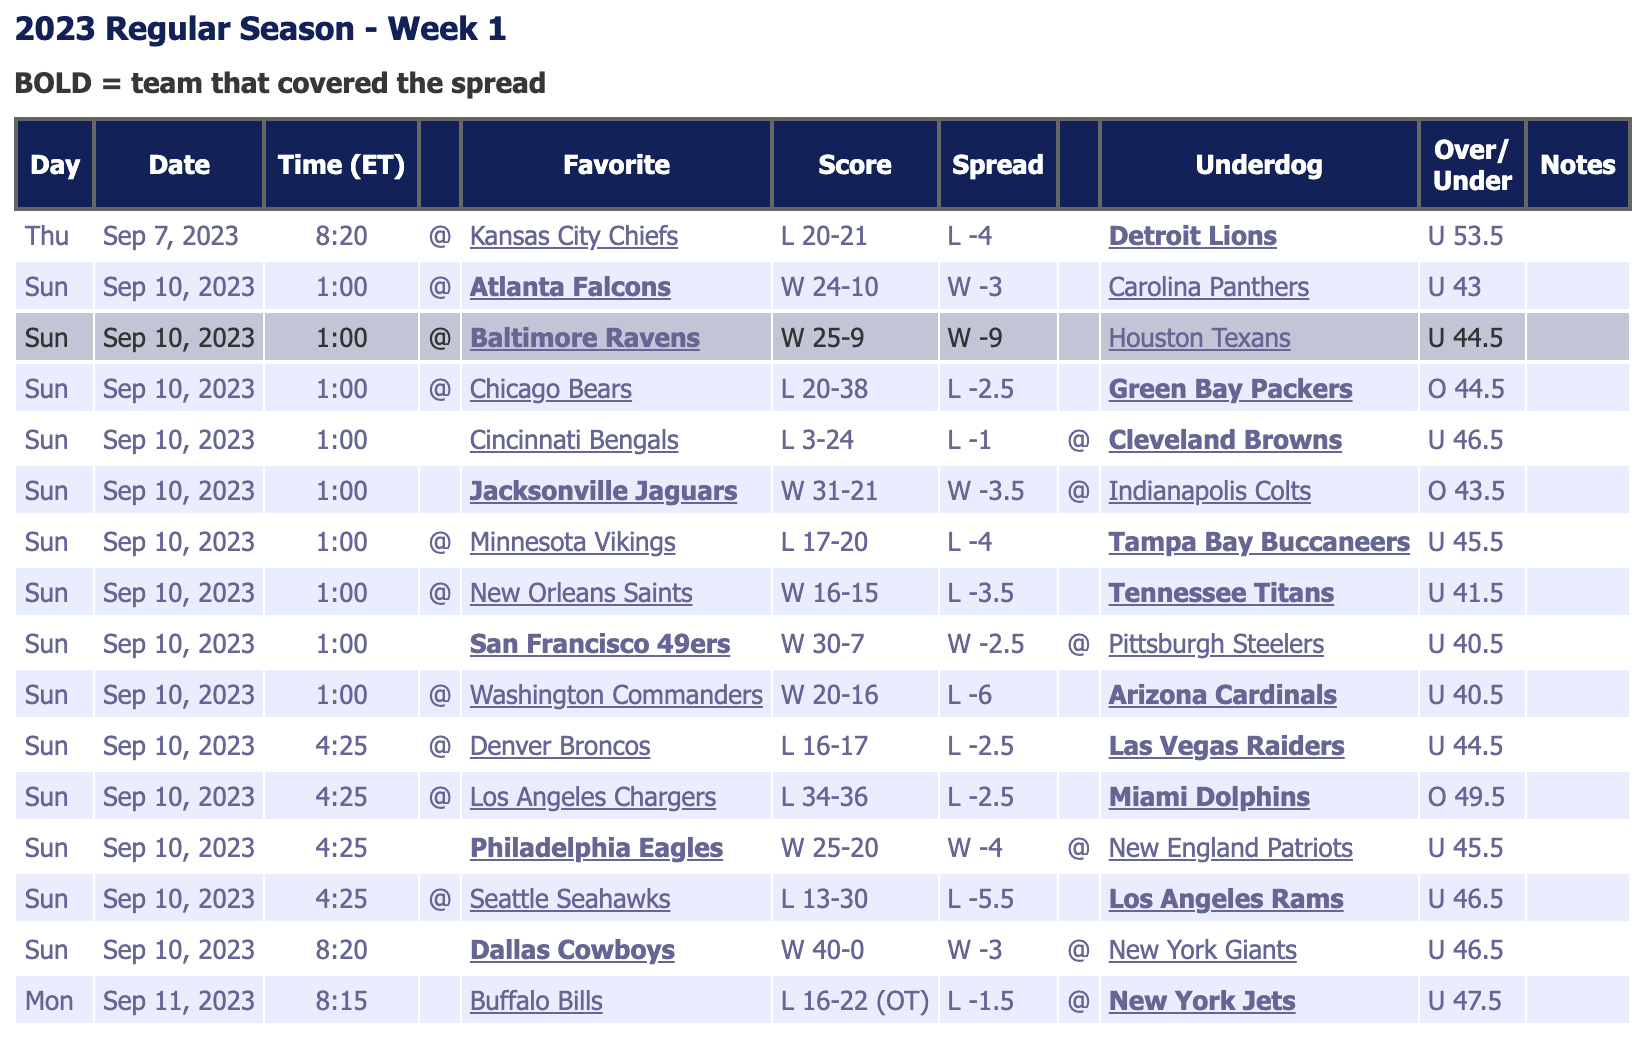 2023 Regular Season - Week 1
BOLD = team that covered the spread
Day Date Time (ET) Favorite Score Spread Underdog Over/ Under Notes
Thu Sep 7, 2023 8:20 @ Kansas City Chiefs L 20-21 L -4 Detroit Lions U 53.5
Sun Sep 10, 2023 1:00 @ Atlanta Falcons W 24-10 W -3 Carolina Panthers U 43
Sun Sep 10, 2023 1:00 @ Baltimore Ravens W 25-9 W -9 Houston Texans U 44.5
Sun Sep 10, 2023 1:00 @ Chicago Bears L 20-38 L -2.5 Green Bay Packers O 44.5
Sun Sep 10, 2023 1:00 Cincinnati Bengals L 3-24 L -1 @ Cleveland Browns U 46.5
Sun Sep 10, 2023 1:00 Jacksonville Jaguars W 31-21 W -3.5 @ Indianapolis Colts O 43.5
Sun Sep 10, 2023 1:00 @ Minnesota Vikings L 17-20 L -4 Tampa Bay Buccaneers U 45.5
Sun Sep 10, 2023 1:00 @ New Orleans Saints W 16-15 L -3.5 Tennessee Titans U 41.5
Sun Sep 10, 2023 1:00 San Francisco 49ers W 30-7 W -2.5 @ Pittsburgh Steelers U 40.5
Sun Sep 10, 2023 1:00 @ Washington Commanders W 20-16 L -6 Arizona Cardinals U 40.5
Sun Sep 10, 2023 4:25 @ Denver Broncos L 16-17 L -2.5 Las Vegas Raiders U 44.5
Sun Sep 10, 2023 4:25 @ Los Angeles Chargers L 34-36 L -2.5 Miami Dolphins O 49.5
Sun Sep 10, 2023 4:25 Philadelphia Eagles W 25-20 W -4 @ New England Patriots U 45.5
Sun Sep 10, 2023 4:25 @ Seattle Seahawks L 13-30 L -5.5 Los Angeles Rams U 46.5
Sun Sep 10, 2023 8:20 Dallas Cowboys W 40-0 W -3 @ New York Giants U 46.5
Mon Sep 11, 2023 8:15 Buffalo Bills L 16-22 (OT) L -1.5 @ New York Jets U 47.5